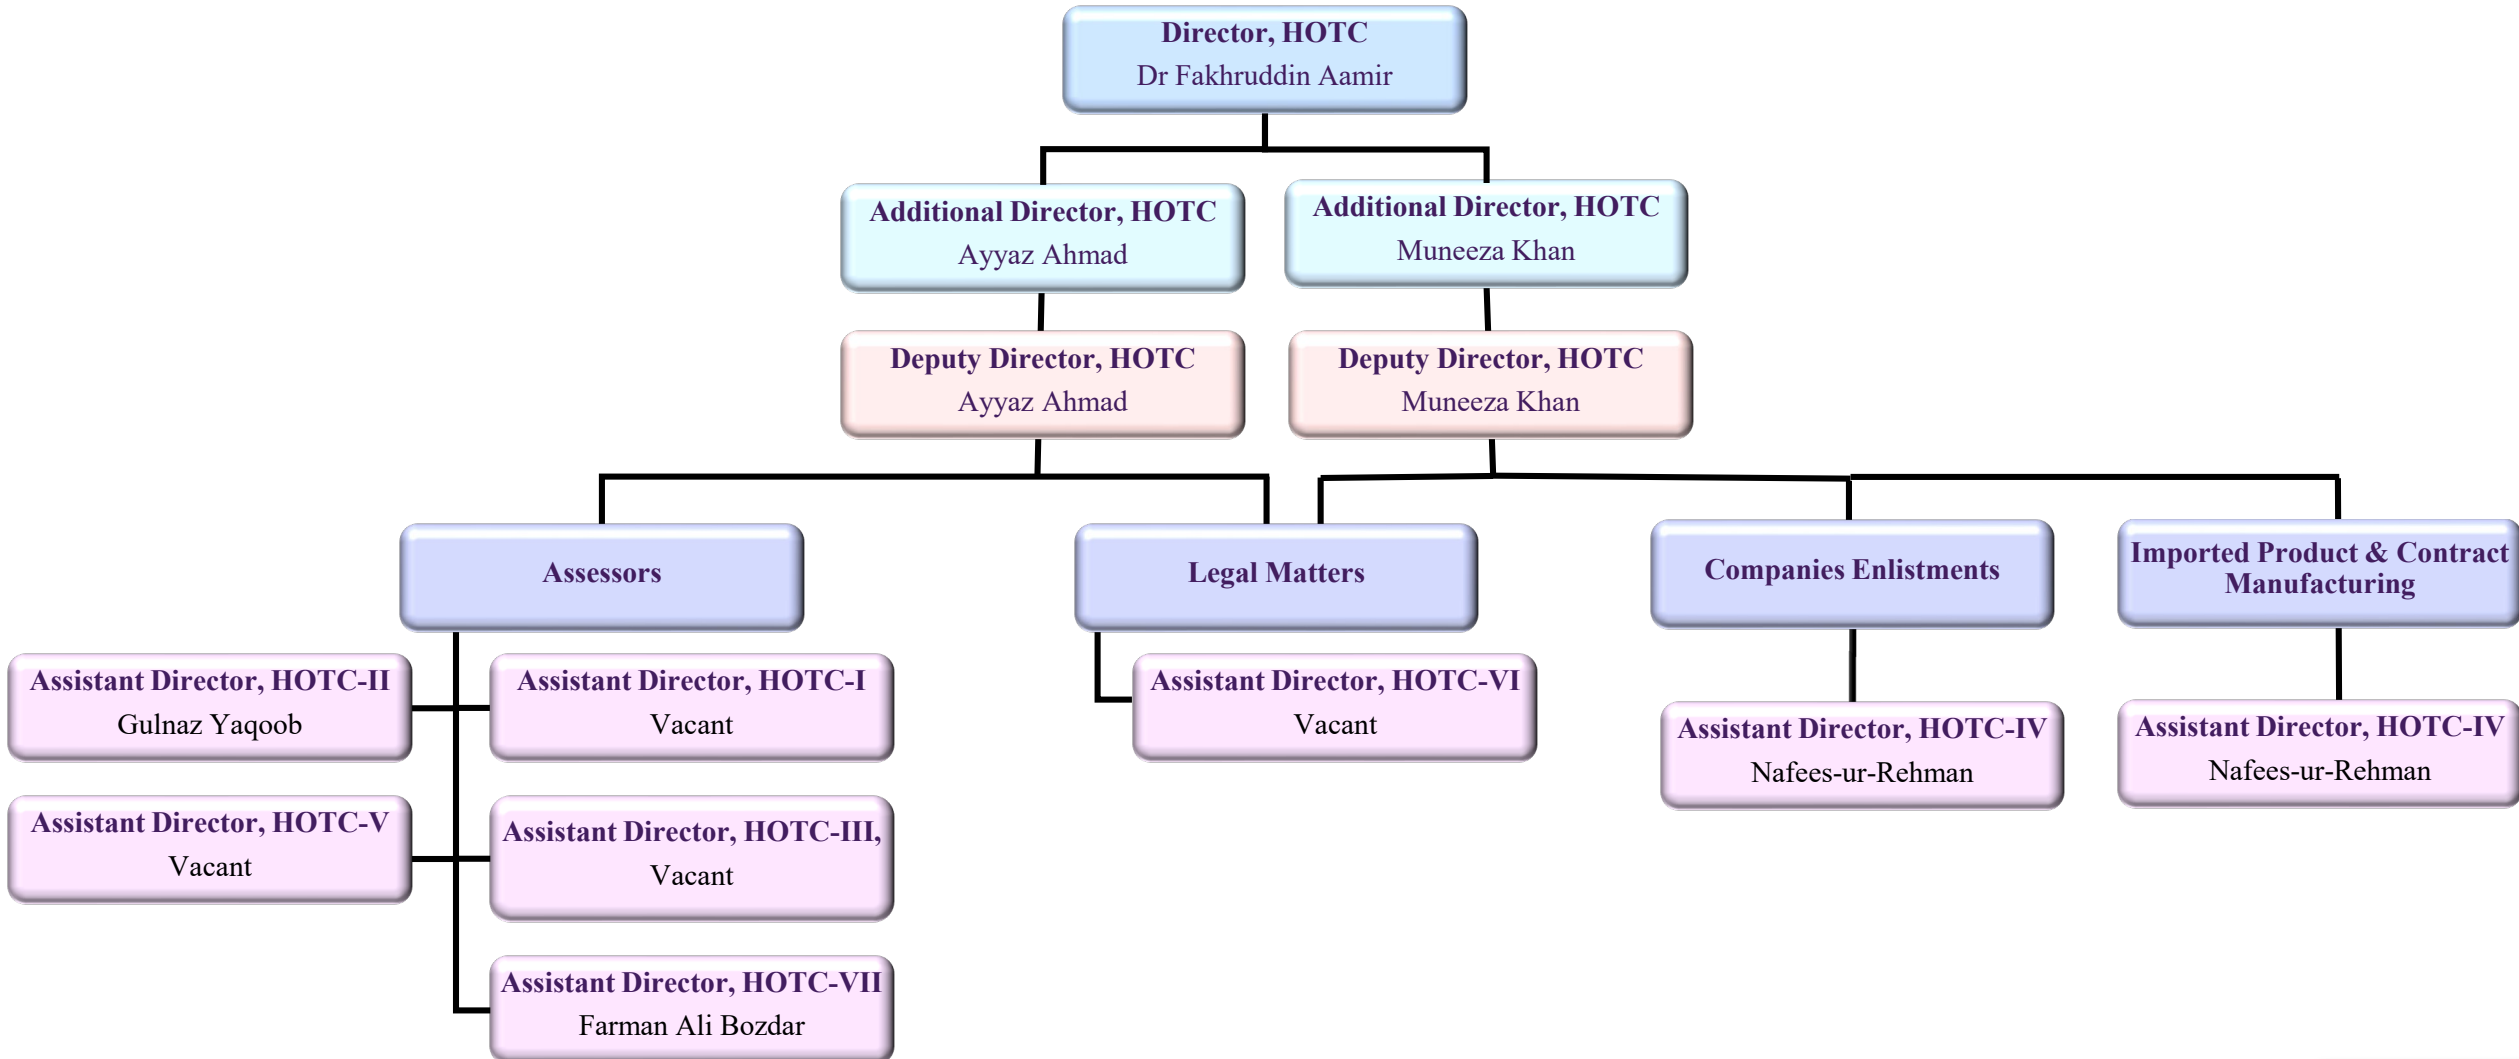 Director, HOTC
Dr Fakhruddin Aamir
Additional Director, HOTC
Ayyaz Ahmad
Additional Director, HOTC
Muneeza Khan
Deputy Director, HOTC
Ayyaz Ahmad
Deputy Director, HOTC
Muneeza Khan
Assessors
Legal Matters
Companies Enlistments
Imported Product & Contract
Manufacturing
Assistant Director, HOTC-II
Gulnaz Yaqoob
Assistant Director, HOTC-I
Vacant
Assistant Director, HOTC-VI
Vacant
Assistant Director, HOTC-IV
Nafees-ur-Rehman
Assistant Director, HOTC-IV
Nafees-ur-Rehman
Assistant Director, HOTC-V
Vacant
Assistant Director, HOTC-III,
Vacant
Assistant Director, HOTC-VII
Farman Ali Bozdar